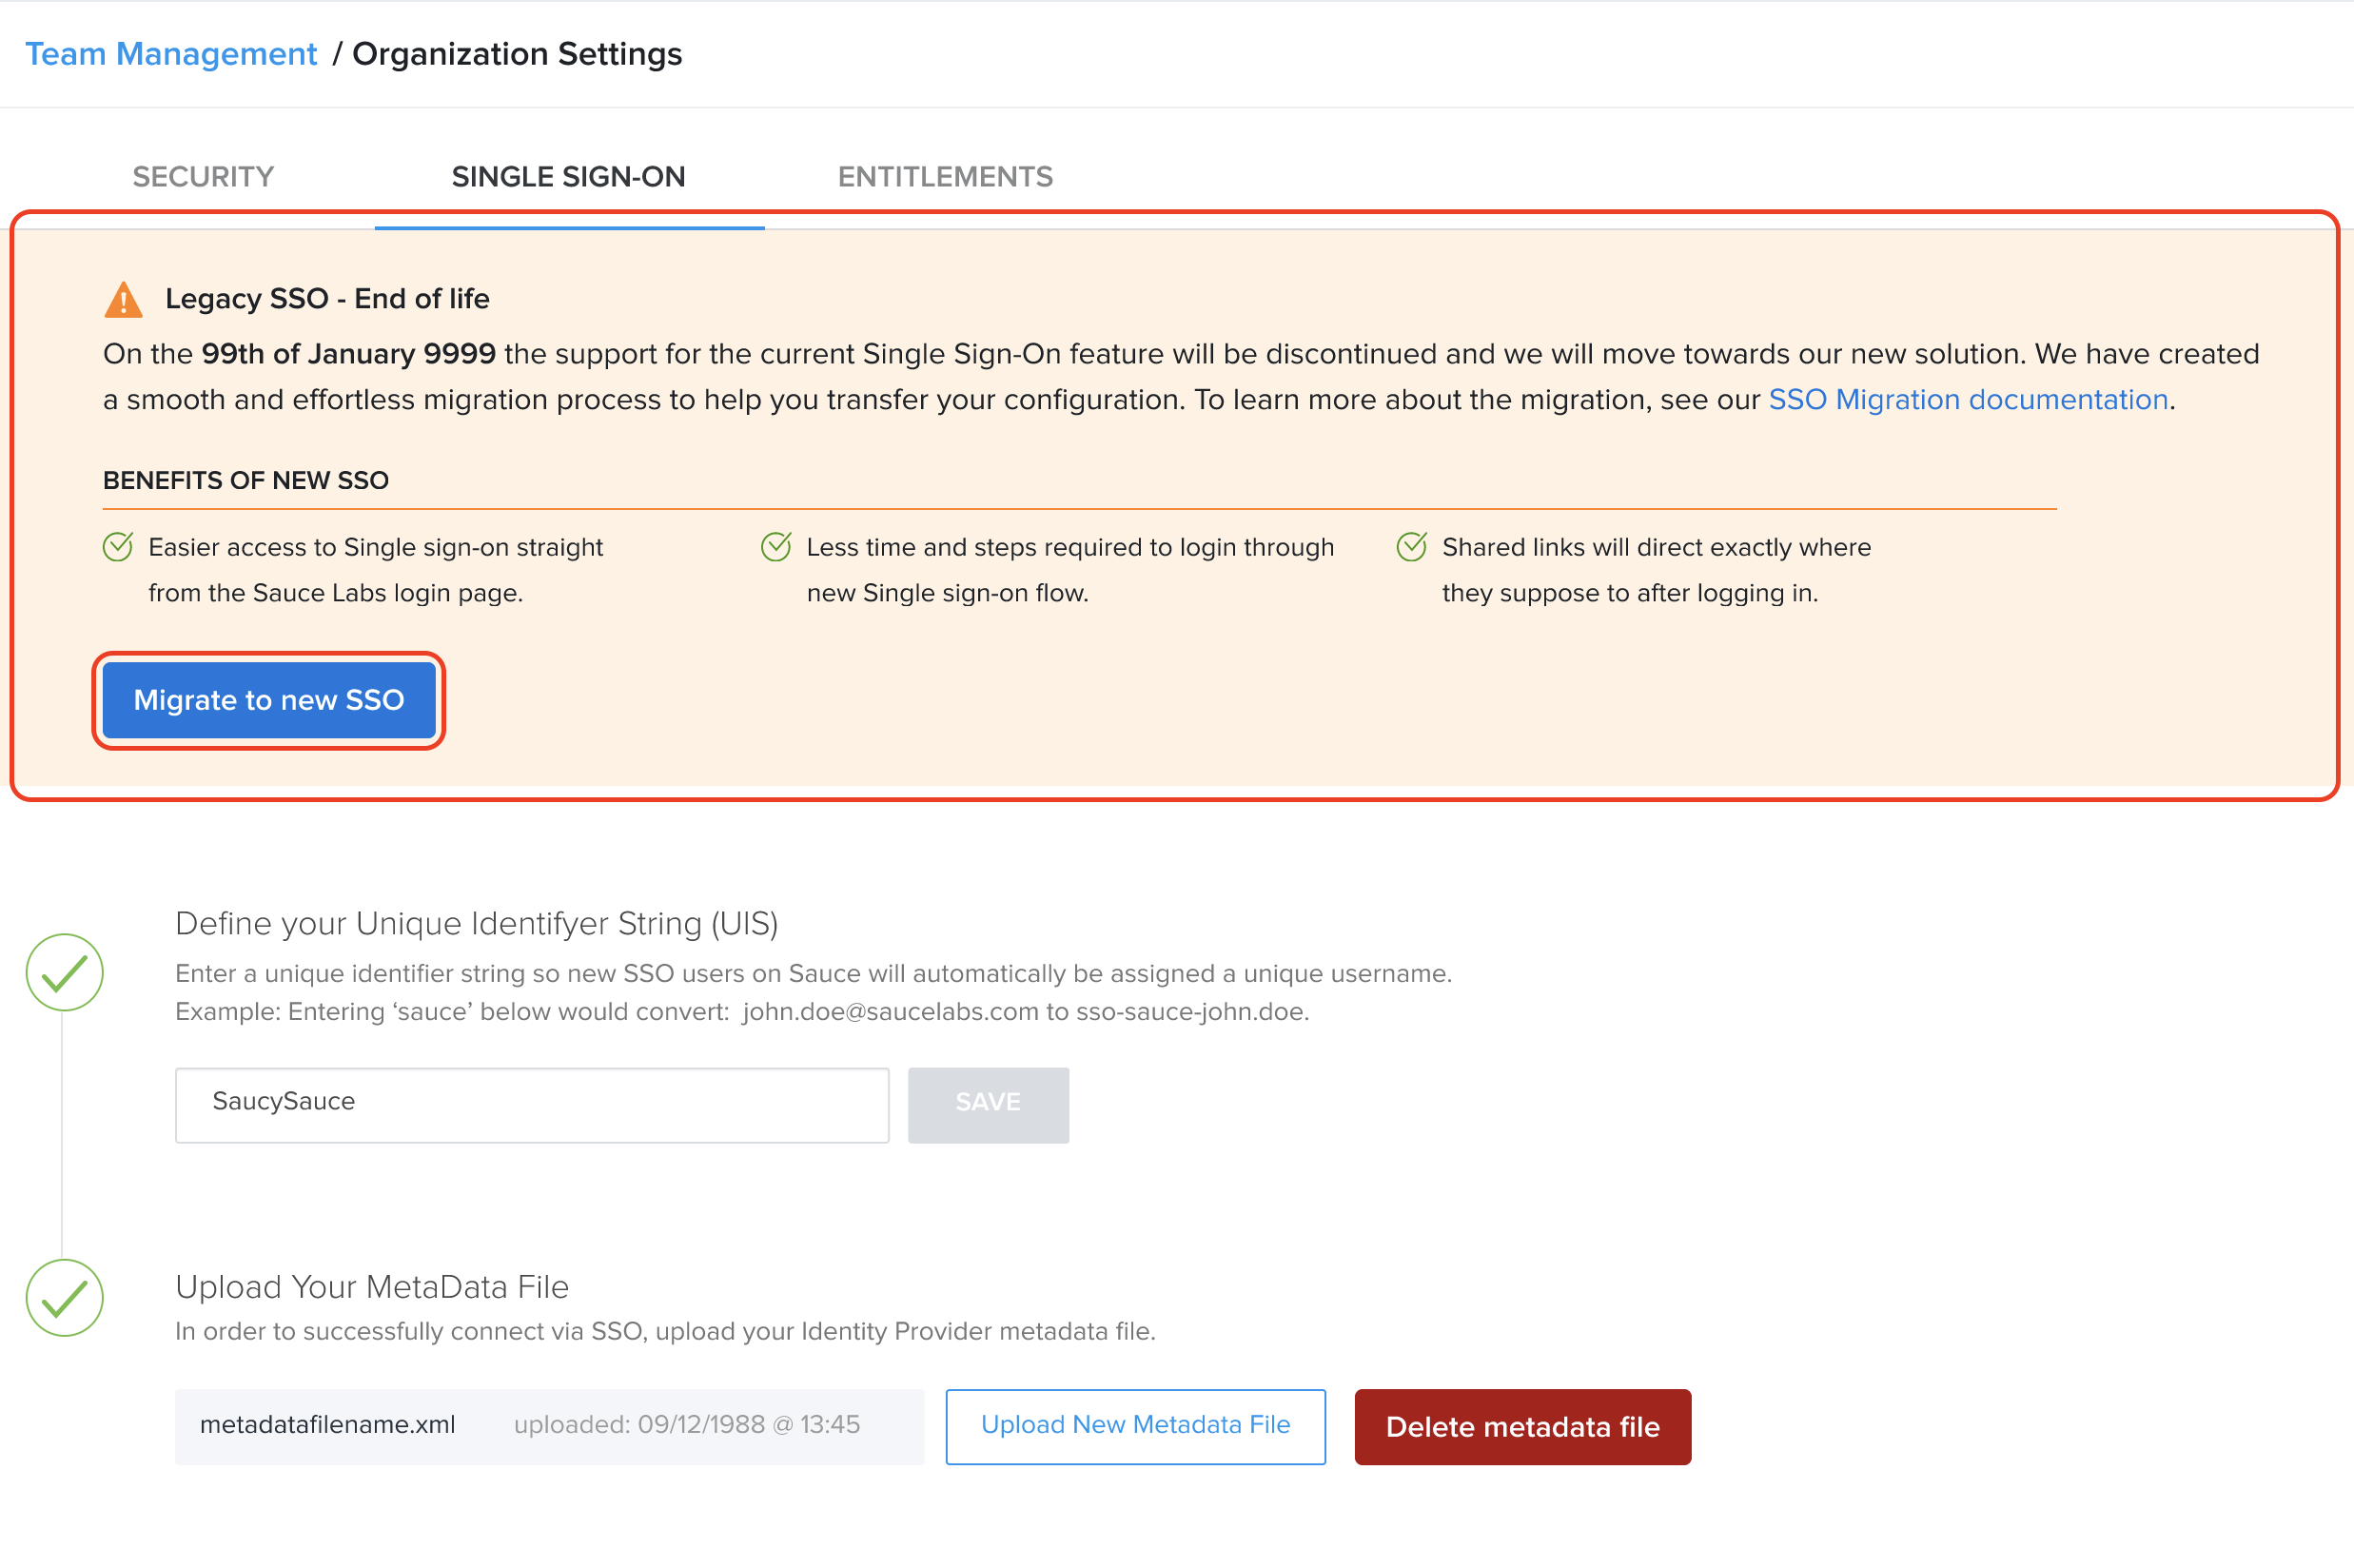 Team Management / Organization Settings
SECURITY
SINGLE SIGN-ON
ENTITLEMENTS
Legacy SSO - End of life
On the 99th of January 9999 the support for the current Single Sign-On feature will be discontinued and we will move towards our new solution. We have created
a smooth and effortless migration process to help you transfer your configuration. To learn more about the migration, see our SSO Migration documentation.
BENEFITS OF NEW SSO
Easier access to Single sign-on straight
from the Sauce Labs login page.
Less time and steps required to login through
new Single sign-on flow.
Shared links will direct exactly where
they suppose to after logging in.
Migrate to new SSO
Define your Unique Identifyer String (UIS)
Enter a unique identifier string so new SSO users on Sauce will automatically be assigned a unique username.
Example: Entering ‘sauce’ below would convert:  john.doe@saucelabs.com to sso-sauce-john.doe.
SaucySauce
SAVE
Upload Your MetaData File
In order to successfully connect via SSO, upload your Identity Provider metadata file.
metadatafilename.xml
uploaded: 09/12/1988 @ 13:45
Upload New Metadata File
Delete metadata file